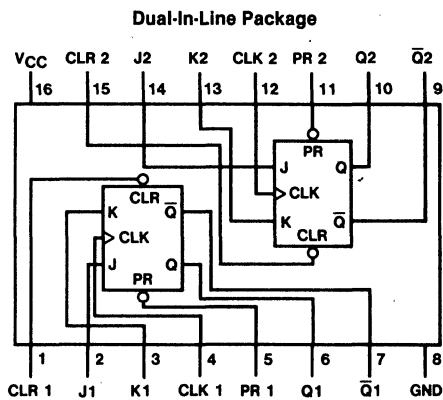 Dual-In-Line Package
VCC CLR 2 J2 K2 CLK 2 PR 2 Q2 Q̅2
16 15 14 13 12 11 10 9
PR
J Q
CLK
K Q̅
CLR
CLR
K Q̅
CLK
J Q
PR
1 2 3 4 5 6 7 8
CLR 1 J1 K1 CLK 1 PR 1 Q1 Q̅1 GND